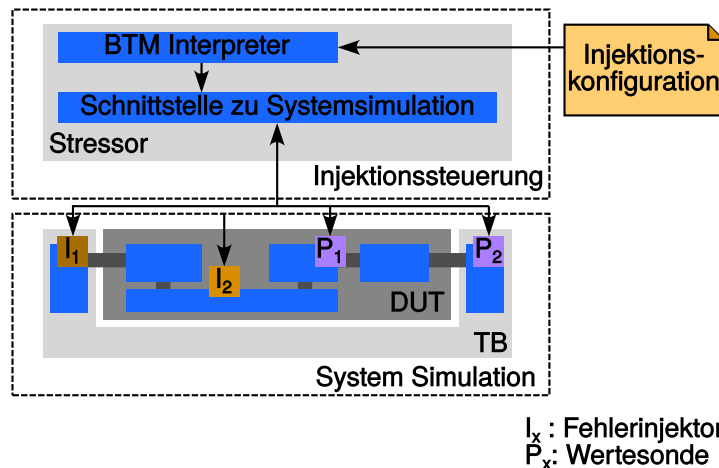 BTM Interpreter
Injektions-
konfiguration
Schnittstelle zu Systemsimulation
Stressor
Injektionssteuerung
I₁
I₂
P₁
P₂
DUT
TB
System Simulation
Iₓ : Fehlerinjektor
Pₓ: Wertesonde